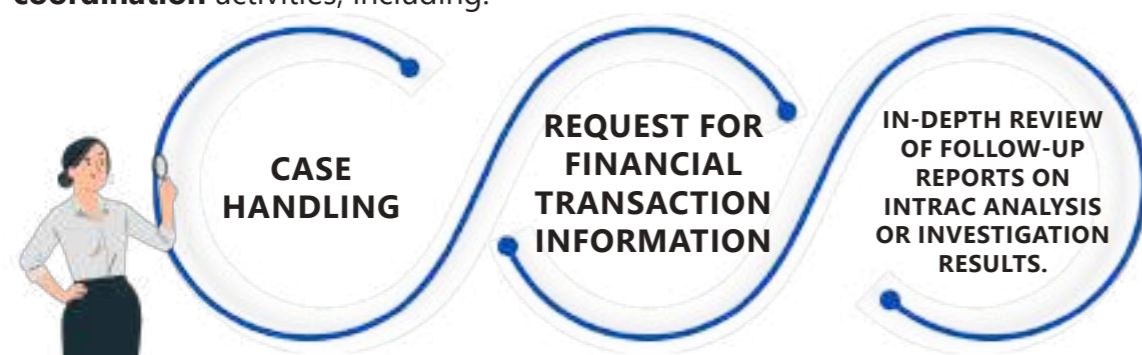 Coordination activities, including:
CASE
HANDLING
REQUEST FOR
FINANCIAL
TRANSACTION
INFORMATION
IN-DEPTH REVIEW
OF FOLLOW-UP
REPORTS ON
INTRAC ANALYSIS
OR INVESTIGATION
RESULTS.